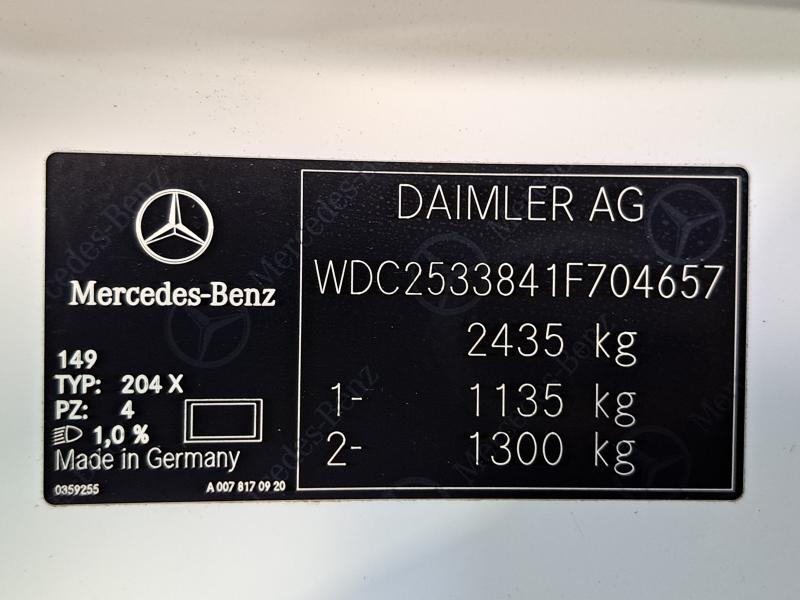 Mercedes-Benz
149
TYP: 204 X
PZ: 4
1,0 %
Made in Germany
0359255
A 007 817 09 20
DAIMLER AG
WDC2533841F704657
2435 kg
1- 1135 kg
2- 1300 kg